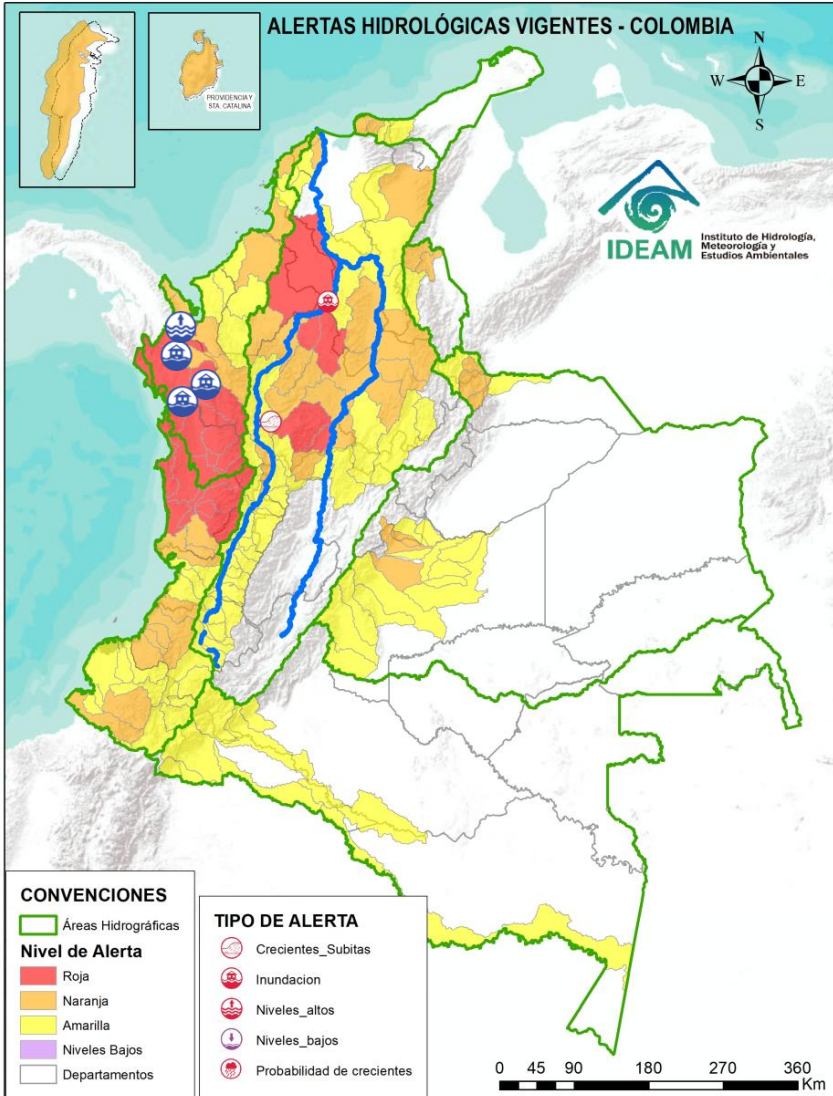 ALERTAS HIDROLÓGICAS VIGENTES - COLOMBIA
PROVIDENCIA Y
STA. CATALINA
N
W
E
S
IDEAM
Instituto de Hidrología,
Meteorología y
Estudios Ambientales
CONVENCIONES
Áreas Hidrográficas
Nivel de Alerta
Roja
Naranja
Amarilla
Niveles Bajos
Departamentos
TIPO DE ALERTA
Crecientes_Subitas
Inundacion
Niveles_altos
Niveles_bajos
Probabilidad de crecientes
0 45 90 180 270 360
Km